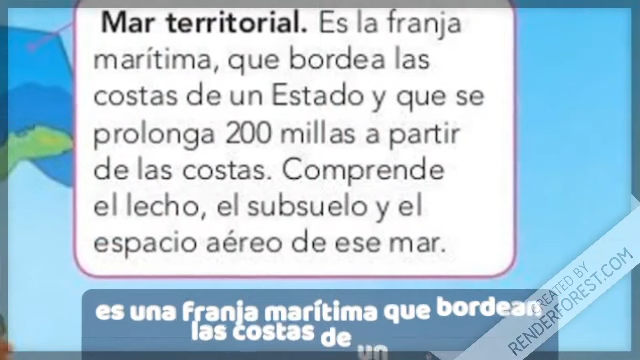 Mar territorial. Es la franja
marítima, que bordea las
costas de un Estado y que se
prolonga 200 millas a partir
de las costas. Comprende
el lecho, el subsuelo y el
espacio aéreo de ese mar.
es una franja marítima que bordean
las costas de
un
CREATED BY
RENDERFOREST.COM